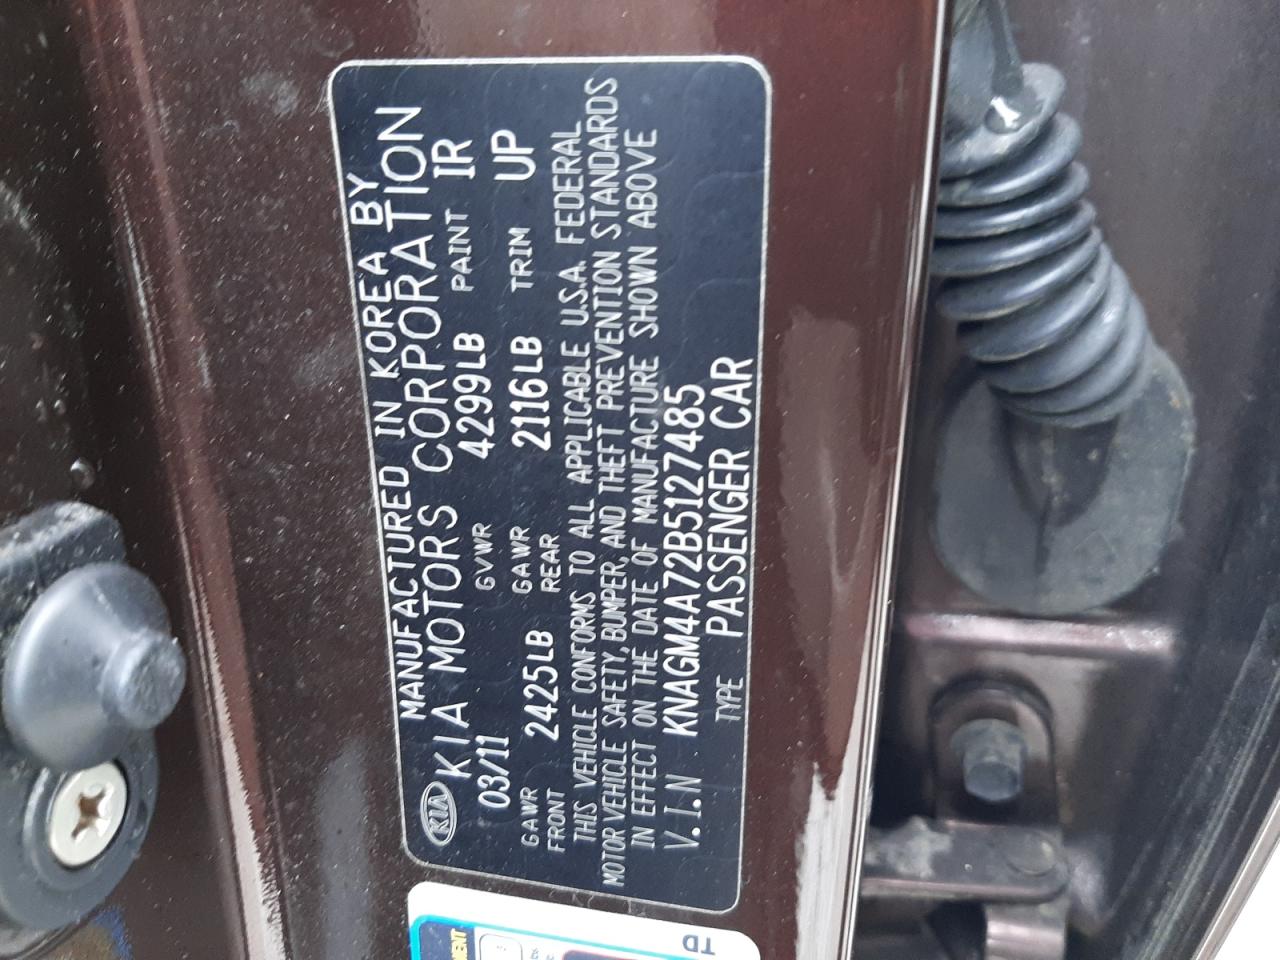 MANUFACTURED IN KOREA BY
KIA KIA MOTORS CORPORATION
03/11 GVWR 4299LB PAINT IR
GAWR FRONT 2425LB GAWR REAR 2116LB TRIM UP
THIS VEHICLE CONFORMS TO ALL APPLICABLE U.S.A. FEDERAL
MOTOR VEHICLE SAFETY, BUMPER, AND THEFT PREVENTION STANDARDS
IN EFFECT ON THE DATE OF MANUFACTURE SHOWN ABOVE
V.I.N KNAGM4A72B5127485
TYPE PASSENGER CAR
TD